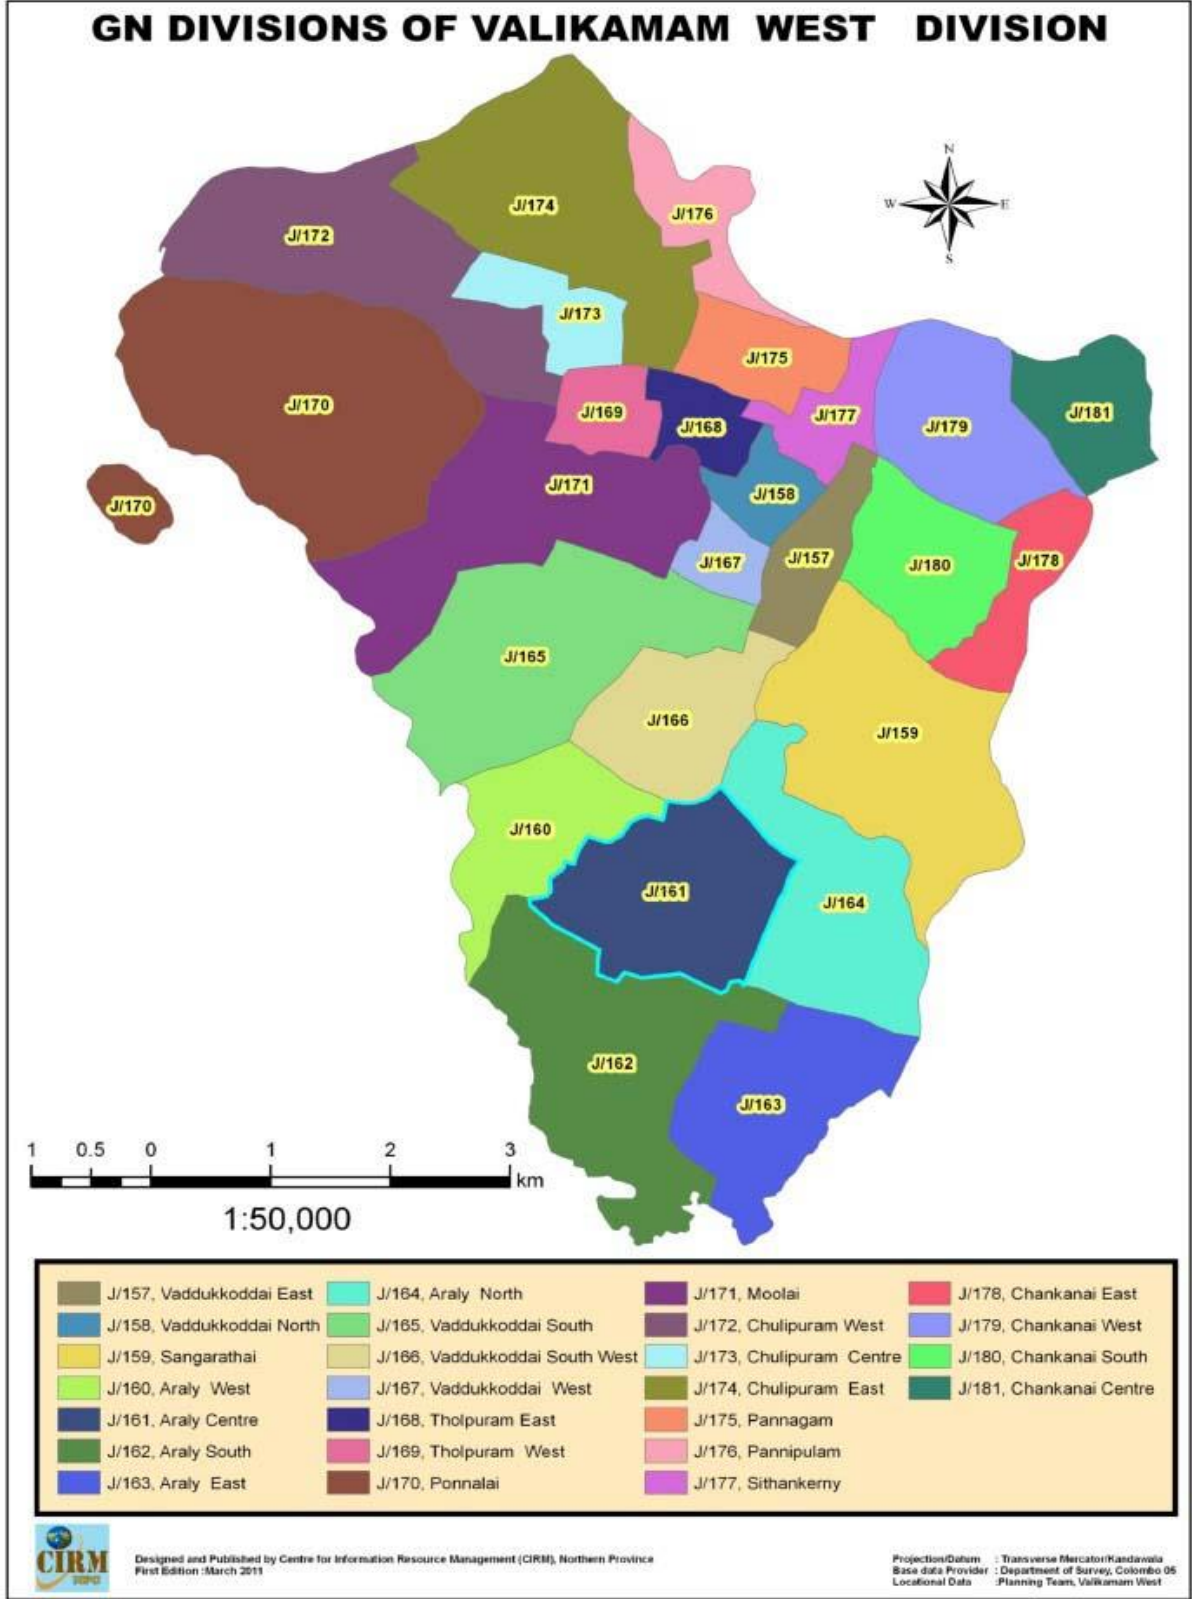 GN DIVISIONS OF VALIKAMAM WEST DIVISION
N
W
E
S
J/174
J/176
J/172
J/173
J/175
J/170
J/169
J/168
J/177
J/179
J/181
J/171
J/158
J/170
J/167
J/157
J/180
J/178
J/165
J/166
J/159
J/160
J/161
J/164
J/162
J/163
1 0.5 0 1 2 3
km
1:50,000
J/157, Vaddukkoddai East
J/158, Vaddukkoddai North
J/159, Sangarathai
J/160, Araly West
J/161, Araly Centre
J/162, Araly South
J/163, Araly East
J/164, Araly North
J/165, Vaddukkoddai South
J/166, Vaddukkoddai South West
J/167, Vaddukkoddai West
J/168, Tholpuram East
J/169, Tholpuram West
J/170, Ponnalai
J/171, Moolai
J/172, Chulipuram West
J/173, Chulipuram Centre
J/174, Chulipuram East
J/175, Pannagam
J/176, Pannipulam
J/177, Sithankerny
J/178, Chankanai East
J/179, Chankanai West
J/180, Chankanai South
J/181, Chankanai Centre
CIRM
Designed and Published by Centre for Information Resource Management (CIRM), Northern Province
First Edition :March 2011
Projection/Datum : Transverse Mercator/Kandawala
Base data Provider : Department of Survey, Colombo 05
Locational Data :Planning Team, Valikamam West